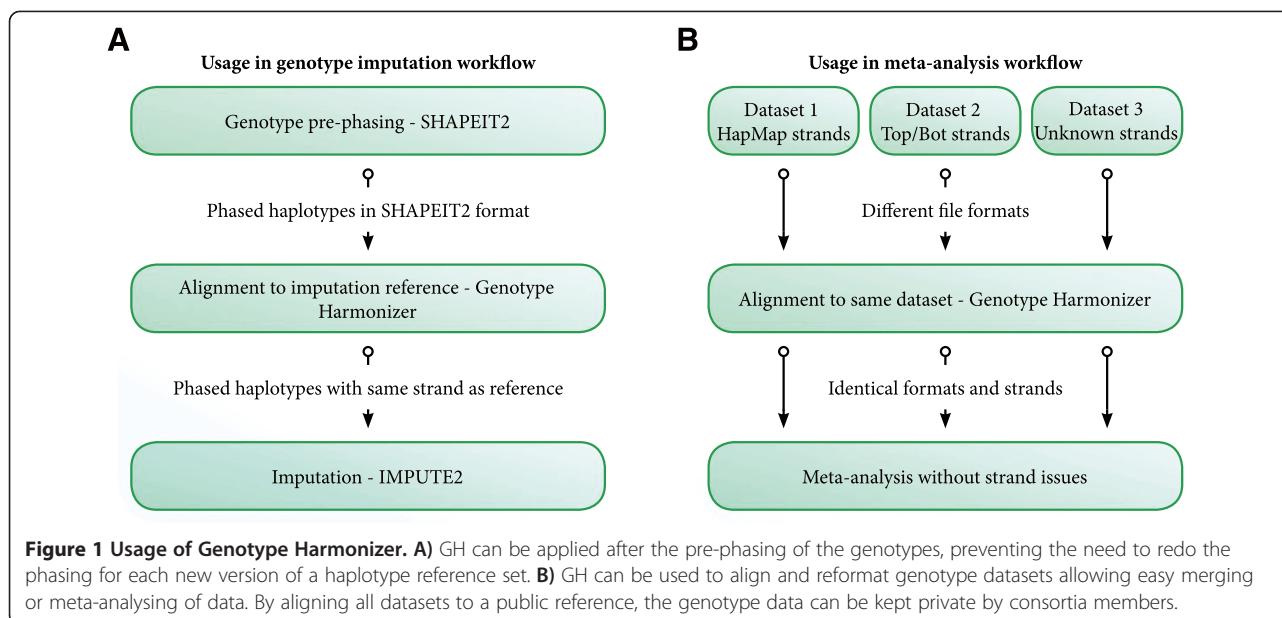 A
Usage in genotype imputation workflow
Genotype pre-phasing - SHAPEIT2
Phased haplotypes in SHAPEIT2 format
Alignment to imputation reference - Genotype
Harmonizer
Phased haplotypes with same strand as reference
Imputation - IMPUTE2
B
Usage in meta-analysis workflow
Dataset 1
HapMap strands
Dataset 2
Top/Bot strands
Dataset 3
Unknown strands
Different file formats
Alignment to same dataset - Genotype Harmonizer
Identical formats and strands
Meta-analysis without strand issues
Figure 1 Usage of Genotype Harmonizer. A) GH can be applied after the pre-phasing of the genotypes, preventing the need to redo the
phasing for each new version of a haplotype reference set. B) GH can be used to align and reformat genotype datasets allowing easy merging
or meta-analysing of data. By aligning all datasets to a public reference, the genotype data can be kept private by consortia members.